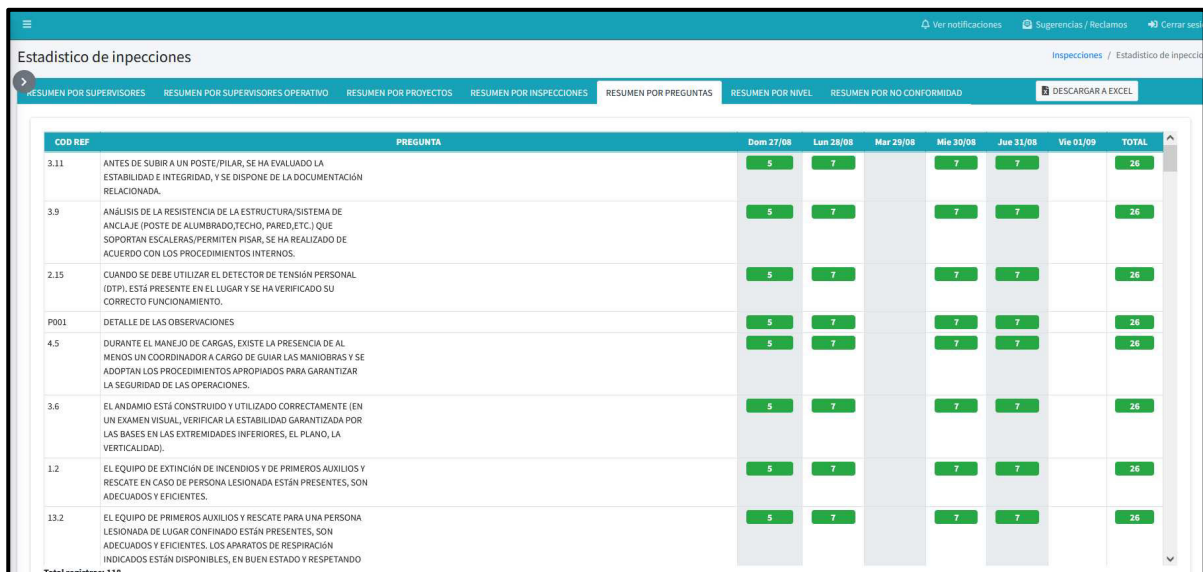 Ver notificaciones Sugerencias / Reclamos Cerrar sesi
Estadistico de inpecciones
Inspecciones / Estadistico de inpeccio
RESUMEN POR SUPERVISORES RESUMEN POR SUPERVISORES OPERATIVO RESUMEN POR PROYECTOS RESUMEN POR INSPECCIONES RESUMEN POR PREGUNTAS RESUMEN POR NIVEL RESUMEN POR NO CONFORMIDAD DESCARGAR A EXCEL
COD REF PREGUNTA Dom 27/08 Lun 28/08 Mar 29/08 Mie 30/08 Jue 31/08 Vie 01/09 TOTAL
3.11 ANTES DE SUBIR A UN POSTE/PILAR, SE HA EVALUADO LA 5 7 7 7 26
ESTABILIDAD E INTEGRIDAD, Y SE DISPONE DE LA DOCUMENTACIóN
RELACIONADA.
3.9 ANáLISIS DE LA RESISTENCIA DE LA ESTRUCTURA/SISTEMA DE 5 7 7 7 26
ANCLAJE (POSTE DE ALUMBRADO,TECHO, PARED,ETC.) QUE
SOPORTAN ESCALERAS/PERMITEN PISAR, SE HA REALIZADO DE
ACUERDO CON LOS PROCEDIMIENTOS INTERNOS.
2.15 CUANDO SE DEBE UTILIZAR EL DETECTOR DE TENSIóN PERSONAL 5 7 7 7 26
(DTP). ESTá PRESENTE EN EL LUGAR Y SE HA VERIFICADO SU
CORRECTO FUNCIONAMIENTO.
P001 DETALLE DE LAS OBSERVACIONES 5 7 7 7 26
4.5 DURANTE EL MANEJO DE CARGAS, EXISTE LA PRESENCIA DE AL 5 7 7 7 26
MENOS UN COORDINADOR A CARGO DE GUIAR LAS MANIOBRAS Y SE
ADOPTAN LOS PROCEDIMIENTOS APROPIADOS PARA GARANTIZAR
LA SEGURIDAD DE LAS OPERACIONES.
3.6 EL ANDAMIO ESTá CONSTRUIDO Y UTILIZADO CORRECTAMENTE (EN 5 7 7 7 26
UN EXAMEN VISUAL, VERIFICAR LA ESTABILIDAD GARANTIZADA POR
LAS BASES EN LAS EXTREMIDADES INFERIORES, EL PLANO, LA
VERTICALIDAD).
1.2 EL EQUIPO DE EXTINCIóN DE INCENDIOS Y DE PRIMEROS AUXILIOS Y 5 7 7 7 26
RESCATE EN CASO DE PERSONA LESIONADA ESTáN PRESENTES, SON
ADECUADOS Y EFICIENTES.
13.2 EL EQUIPO DE PRIMEROS AUXILIOS Y RESCATE PARA UNA PERSONA 5 7 7 7 26
LESIONADA DE LUGAR CONFINADO ESTáN PRESENTES, SON
ADECUADOS Y EFICIENTES. LOS APARATOS DE RESPIRACIóN
INDICADOS ESTáN DISPONIBLES, EN BUEN ESTADO Y RESPETANDO